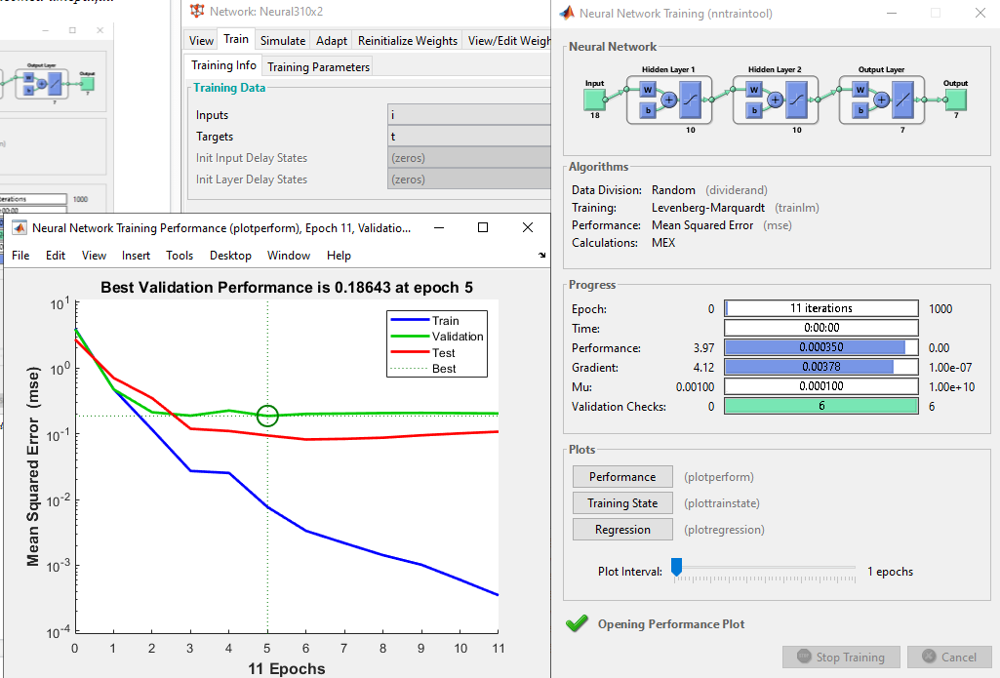 Output Layer
Output
7
7
iterations
1000
0:00:00
Network: Neural310x2
View Train Simulate Adapt Reinitialize Weights View/Edit Weigh
Training Info Training Parameters
Training Data
Inputs i
Targets t
Init Input Delay States (zeros)
Init Layer Delay States (zeros)
Neural Network Training Performance (plotperform), Epoch 11, Validatio...
File Edit View Insert Tools Desktop Window Help
Best Validation Performance is 0.18643 at epoch 5
Mean Squared Error (mse)
10^1
10^0
10^-1
10^-2
10^-3
10^-4
Train
Validation
Test
Best
0 1 2 3 4 5 6 7 8 9 10 11
11 Epochs
Neural Network Training (nntraintool)
Neural Network
Hidden Layer 1 Hidden Layer 2 Output Layer
Input W b + W b + W b + Output
18 10 10 7 7
Algorithms
Data Division: Random (dividerand)
Training: Levenberg-Marquardt (trainlm)
Performance: Mean Squared Error (mse)
Calculations: MEX
Progress
Epoch: 0 11 iterations 1000
Time: 0:00:00
Performance: 3.97 0.000350 0.00
Gradient: 4.12 0.00378 1.00e-07
Mu: 0.00100 0.000100 1.00e+10
Validation Checks: 0 6 6
Plots
Performance (plotperform)
Training State (plottrainstate)
Regression (plotregression)
Plot Interval: 1 epochs
Opening Performance Plot
Stop Training Cancel